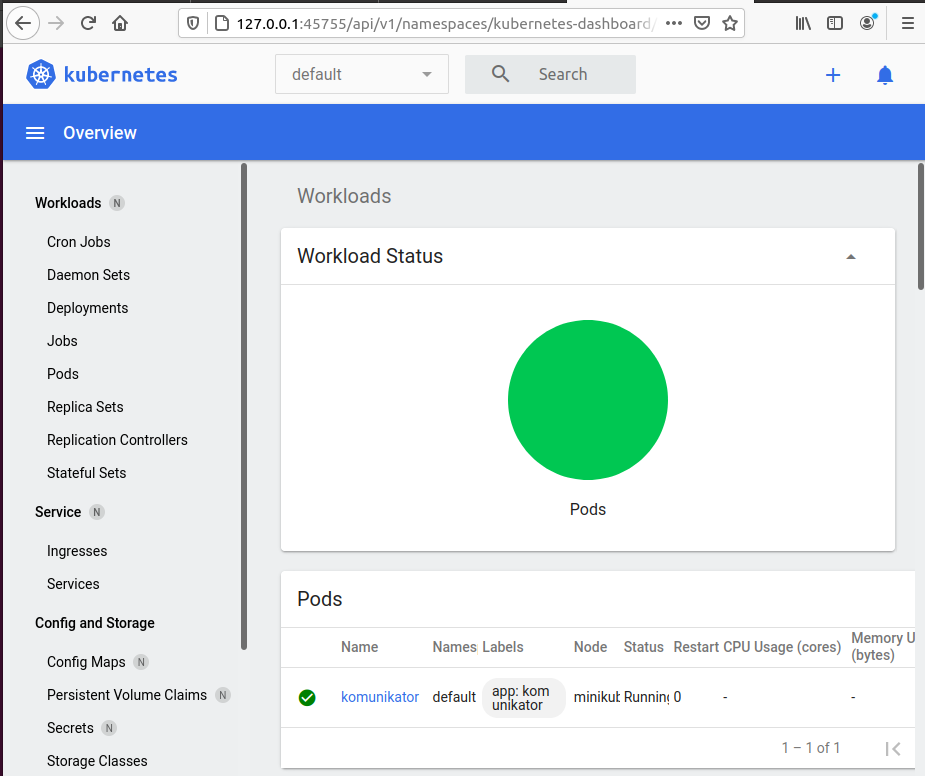 127.0.0.1:45755/api/v1/namespaces/kubernetes-dashboard/
kubernetes
default
Search
Overview
Workloads N
Cron Jobs
Daemon Sets
Deployments
Jobs
Pods
Replica Sets
Replication Controllers
Stateful Sets
Service N
Ingresses
Services
Config and Storage
Config Maps N
Persistent Volume Claims N
Secrets N
Storage Classes
Workloads
Workload Status
Pods
Pods
Name Names Labels Node Status Restart CPU Usage (cores) Memory U
(bytes)
komunikator default app: kom minikub Running 0 - -
unikator
1 – 1 of 1